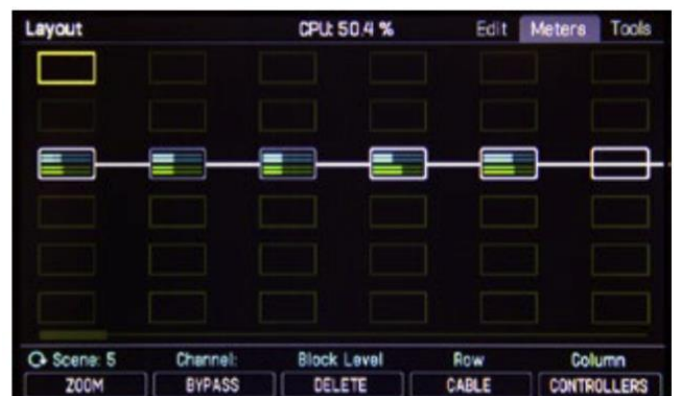 Layout CPU: 50.4 % Edit Meters Tools
Scene: 5 Channel: Block Level Row Column
ZOOM BYPASS DELETE CABLE CONTROLLERS